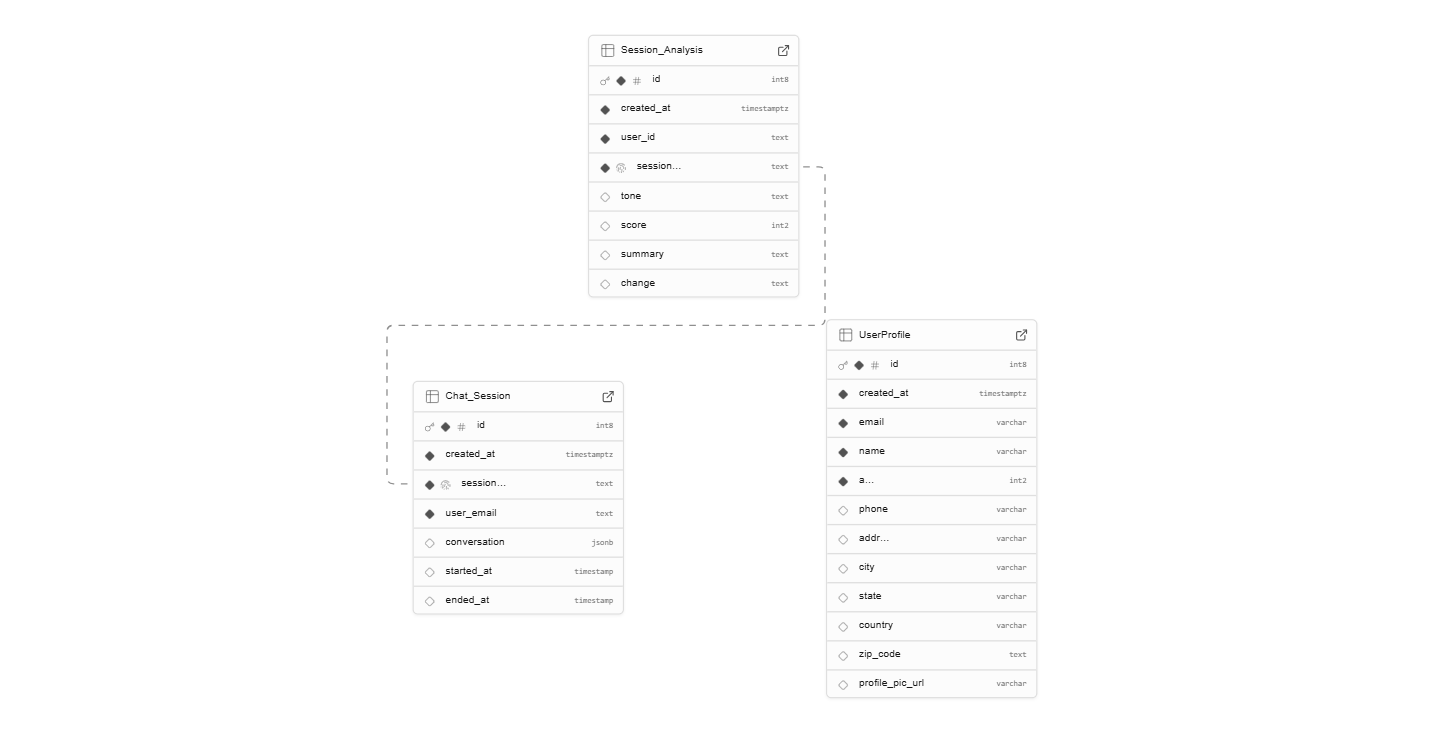 Session_Analysis
id int8
created_at timestamptz
user_id text
session... text
tone text
score int2
summary text
change text
UserProfile
id int8
created_at timestamptz
email varchar
name varchar
a... int2
phone varchar
addr... varchar
city varchar
state varchar
country varchar
zip_code text
profile_pic_url varchar
Chat_Session
id int8
created_at timestamptz
session... text
user_email text
conversation jsonb
started_at timestamp
ended_at timestamp